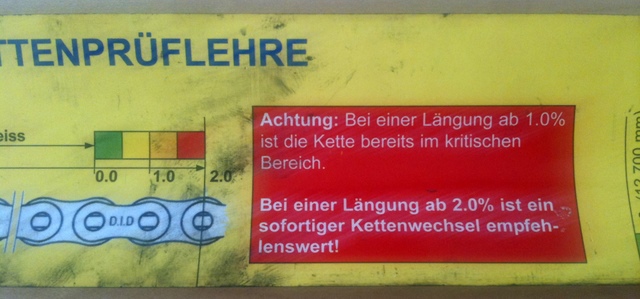 TTENPRÜFLEHRE
eiss
0.0 1.0 2.0
D.I.D
Achtung: Bei einer Längung ab 1.0%
ist die Kette bereits im kritischen
Bereich.
Bei einer Längung ab 2.0% ist ein
sofortiger Kettenwechsel empfeh-
lenswert!